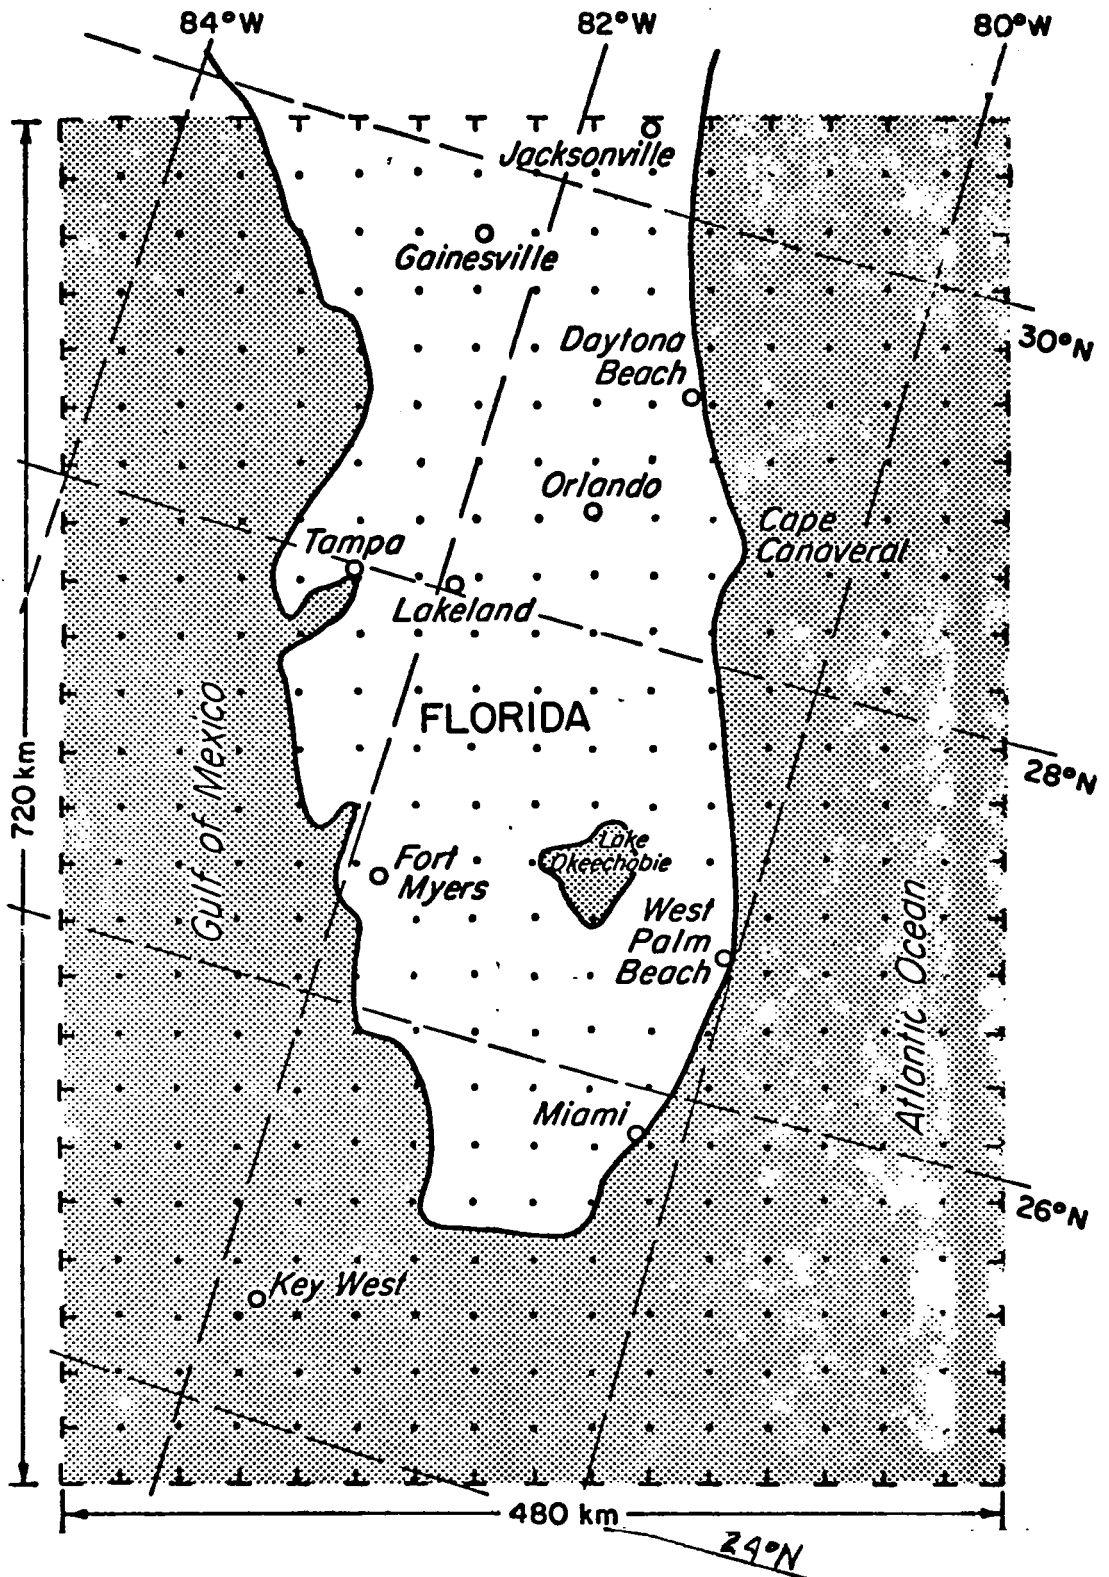 84°W
82°W
80°W
Jacksonville
Gainesville
30°N
Daytona
Beach
Orlando
Cape
Canaveral
Tampa
Lakeland
FLORIDA
28°N
720 km
Gulf of Mexico
Lake
Okeechobie
Fort
Myers
West
Palm
Beach
Atlantic Ocean
Miami
26°N
Key West
480 km
24°N